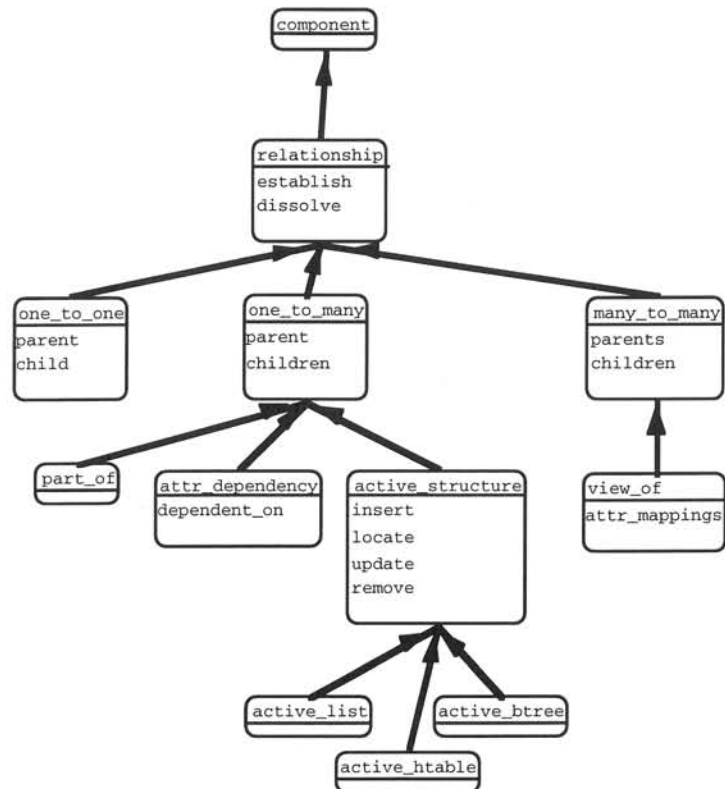 component
relationship
establish
dissolve
one_to_one
parent
child
one_to_many
parent
children
many_to_many
parents
children
part_of
attr_dependency
dependent_on
active_structure
insert
locate
update
remove
view_of
attr_mappings
active_list
active_btree
active_htable